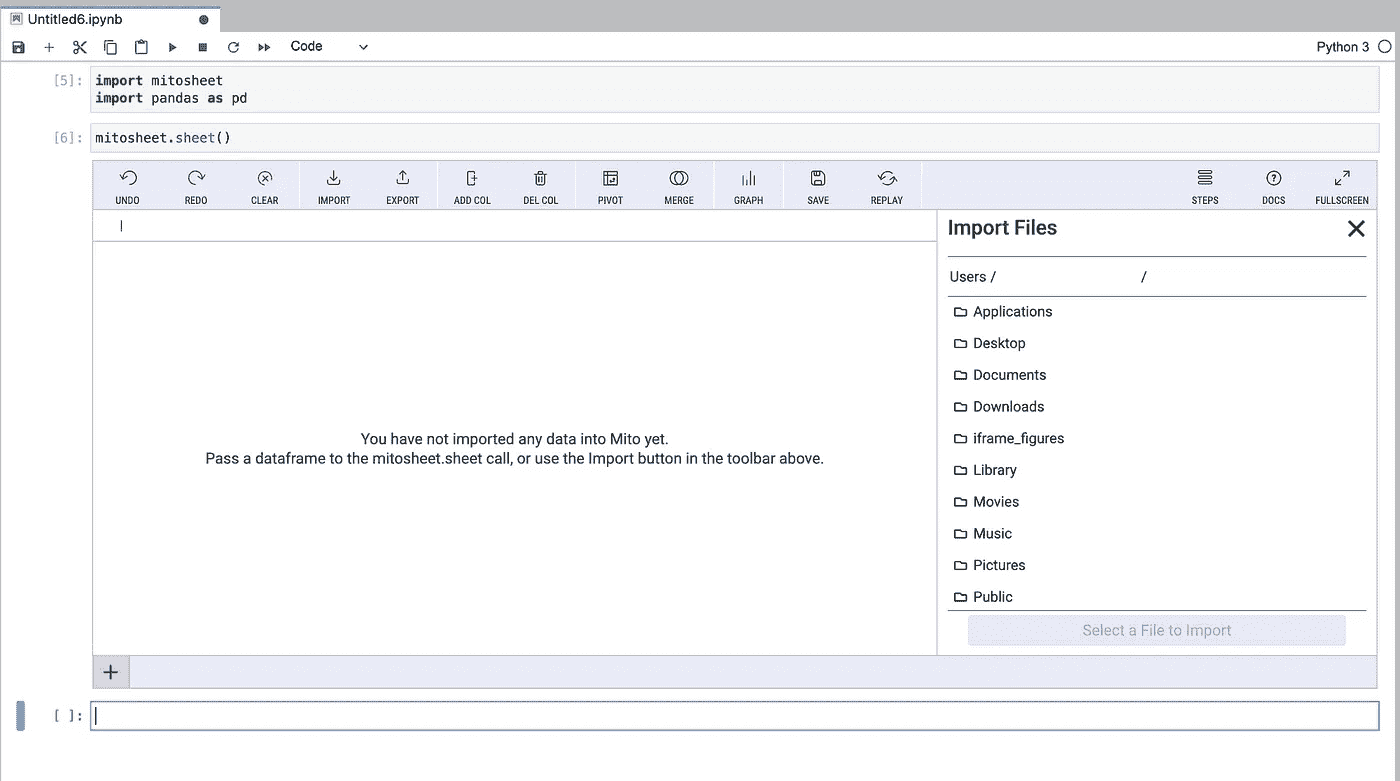 Untitled6.ipynb
Code
Python 3
[5]:
import mitosheet
import pandas as pd
[6]:
mitosheet.sheet()
UNDO REDO CLEAR IMPORT EXPORT ADD COL DEL COL PIVOT MERGE GRAPH SAVE REPLAY STEPS DOCS FULLSCREEN
You have not imported any data into Mito yet.
Pass a dataframe to the mitosheet.sheet call, or use the Import button in the toolbar above.
Import Files
Users / /
Applications
Desktop
Documents
Downloads
iframe_figures
Library
Movies
Music
Pictures
Public
Select a File to Import
+
[ ]: